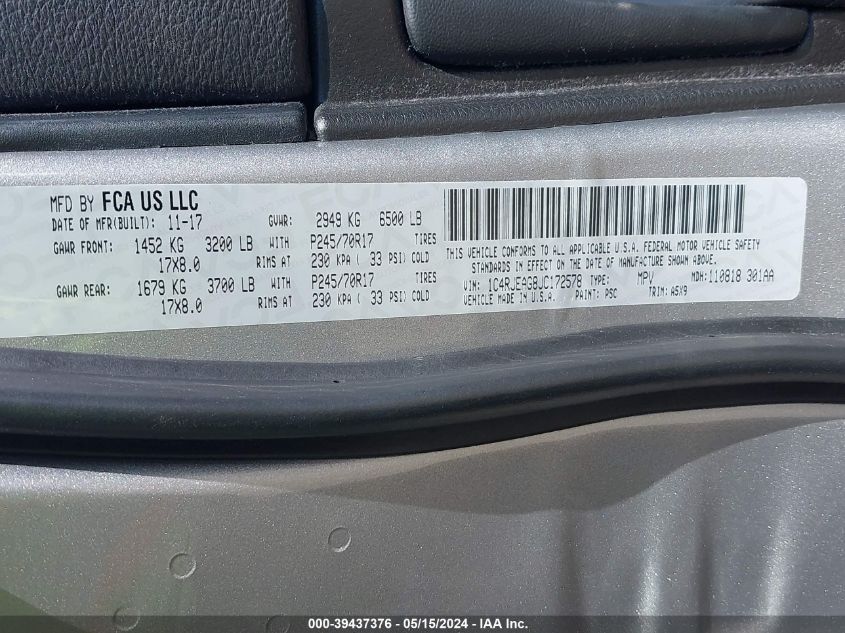 MFD BY FCA US LLC
DATE OF MFR(BUILT): 11-17 GVWR: 2949 KG 6500 LB
GAWR FRONT: 1452 KG 3200 LB WITH P245/70R17 TIRES
17X8.0 RIMS AT 230 KPA ( 33 PSI) COLD
GAWR REAR: 1679 KG 3700 LB WITH P245/70R17 TIRES
17X8.0 RIMS AT 230 KPA ( 33 PSI) COLD
THIS VEHICLE CONFORMS TO ALL APPLICABLE U.S.A. FEDERAL MOTOR VEHICLE SAFETY
STANDARDS IN EFFECT ON THE DATE OF MANUFACTURE SHOWN ABOVE.
VIN: 1C4RJEAG8JC172578 TYPE: MPV MDH: 110818 301AA
VEHICLE MADE IN U.S.A. PAINT: PSC TRIM: A5X9
000-39437376 - 05/15/2024 - IAA Inc.